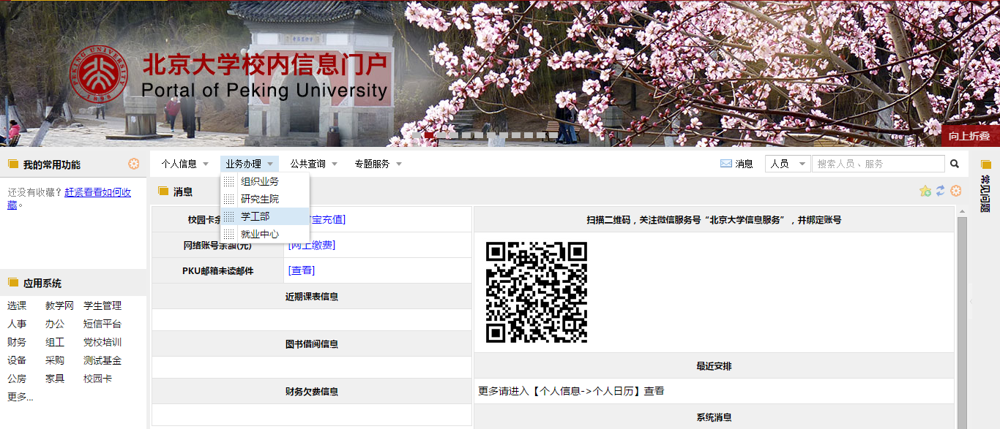 北京大学校内信息门户
Portal of Peking University
PEKING UNIVERSITY
1898
向上折叠
我的常用功能
个人信息 业务办理 公共查询 专题服务 消息 人员 搜索人员、服务
组织业务
研究生院
学工部
就业中心
还没有收藏？赶紧看看如何收
藏。
应用系统
选课 教学网 学生管理
人事 办公 短信平台
财务 组工 党校培训
设备 采购 测试基金
公房 家具 校园卡
更多...
消息
校园卡余
宝充值]
网络账号余额(元) [网上缴费]
PKU邮箱未读邮件 [查看]
近期课表信息
图书借阅信息
财务欠费信息
扫描二维码，关注微信服务号“北京大学信息服务”，并绑定账号
最近安排
更多请进入【个人信息->个人日历】查看
系统消息
常见问题